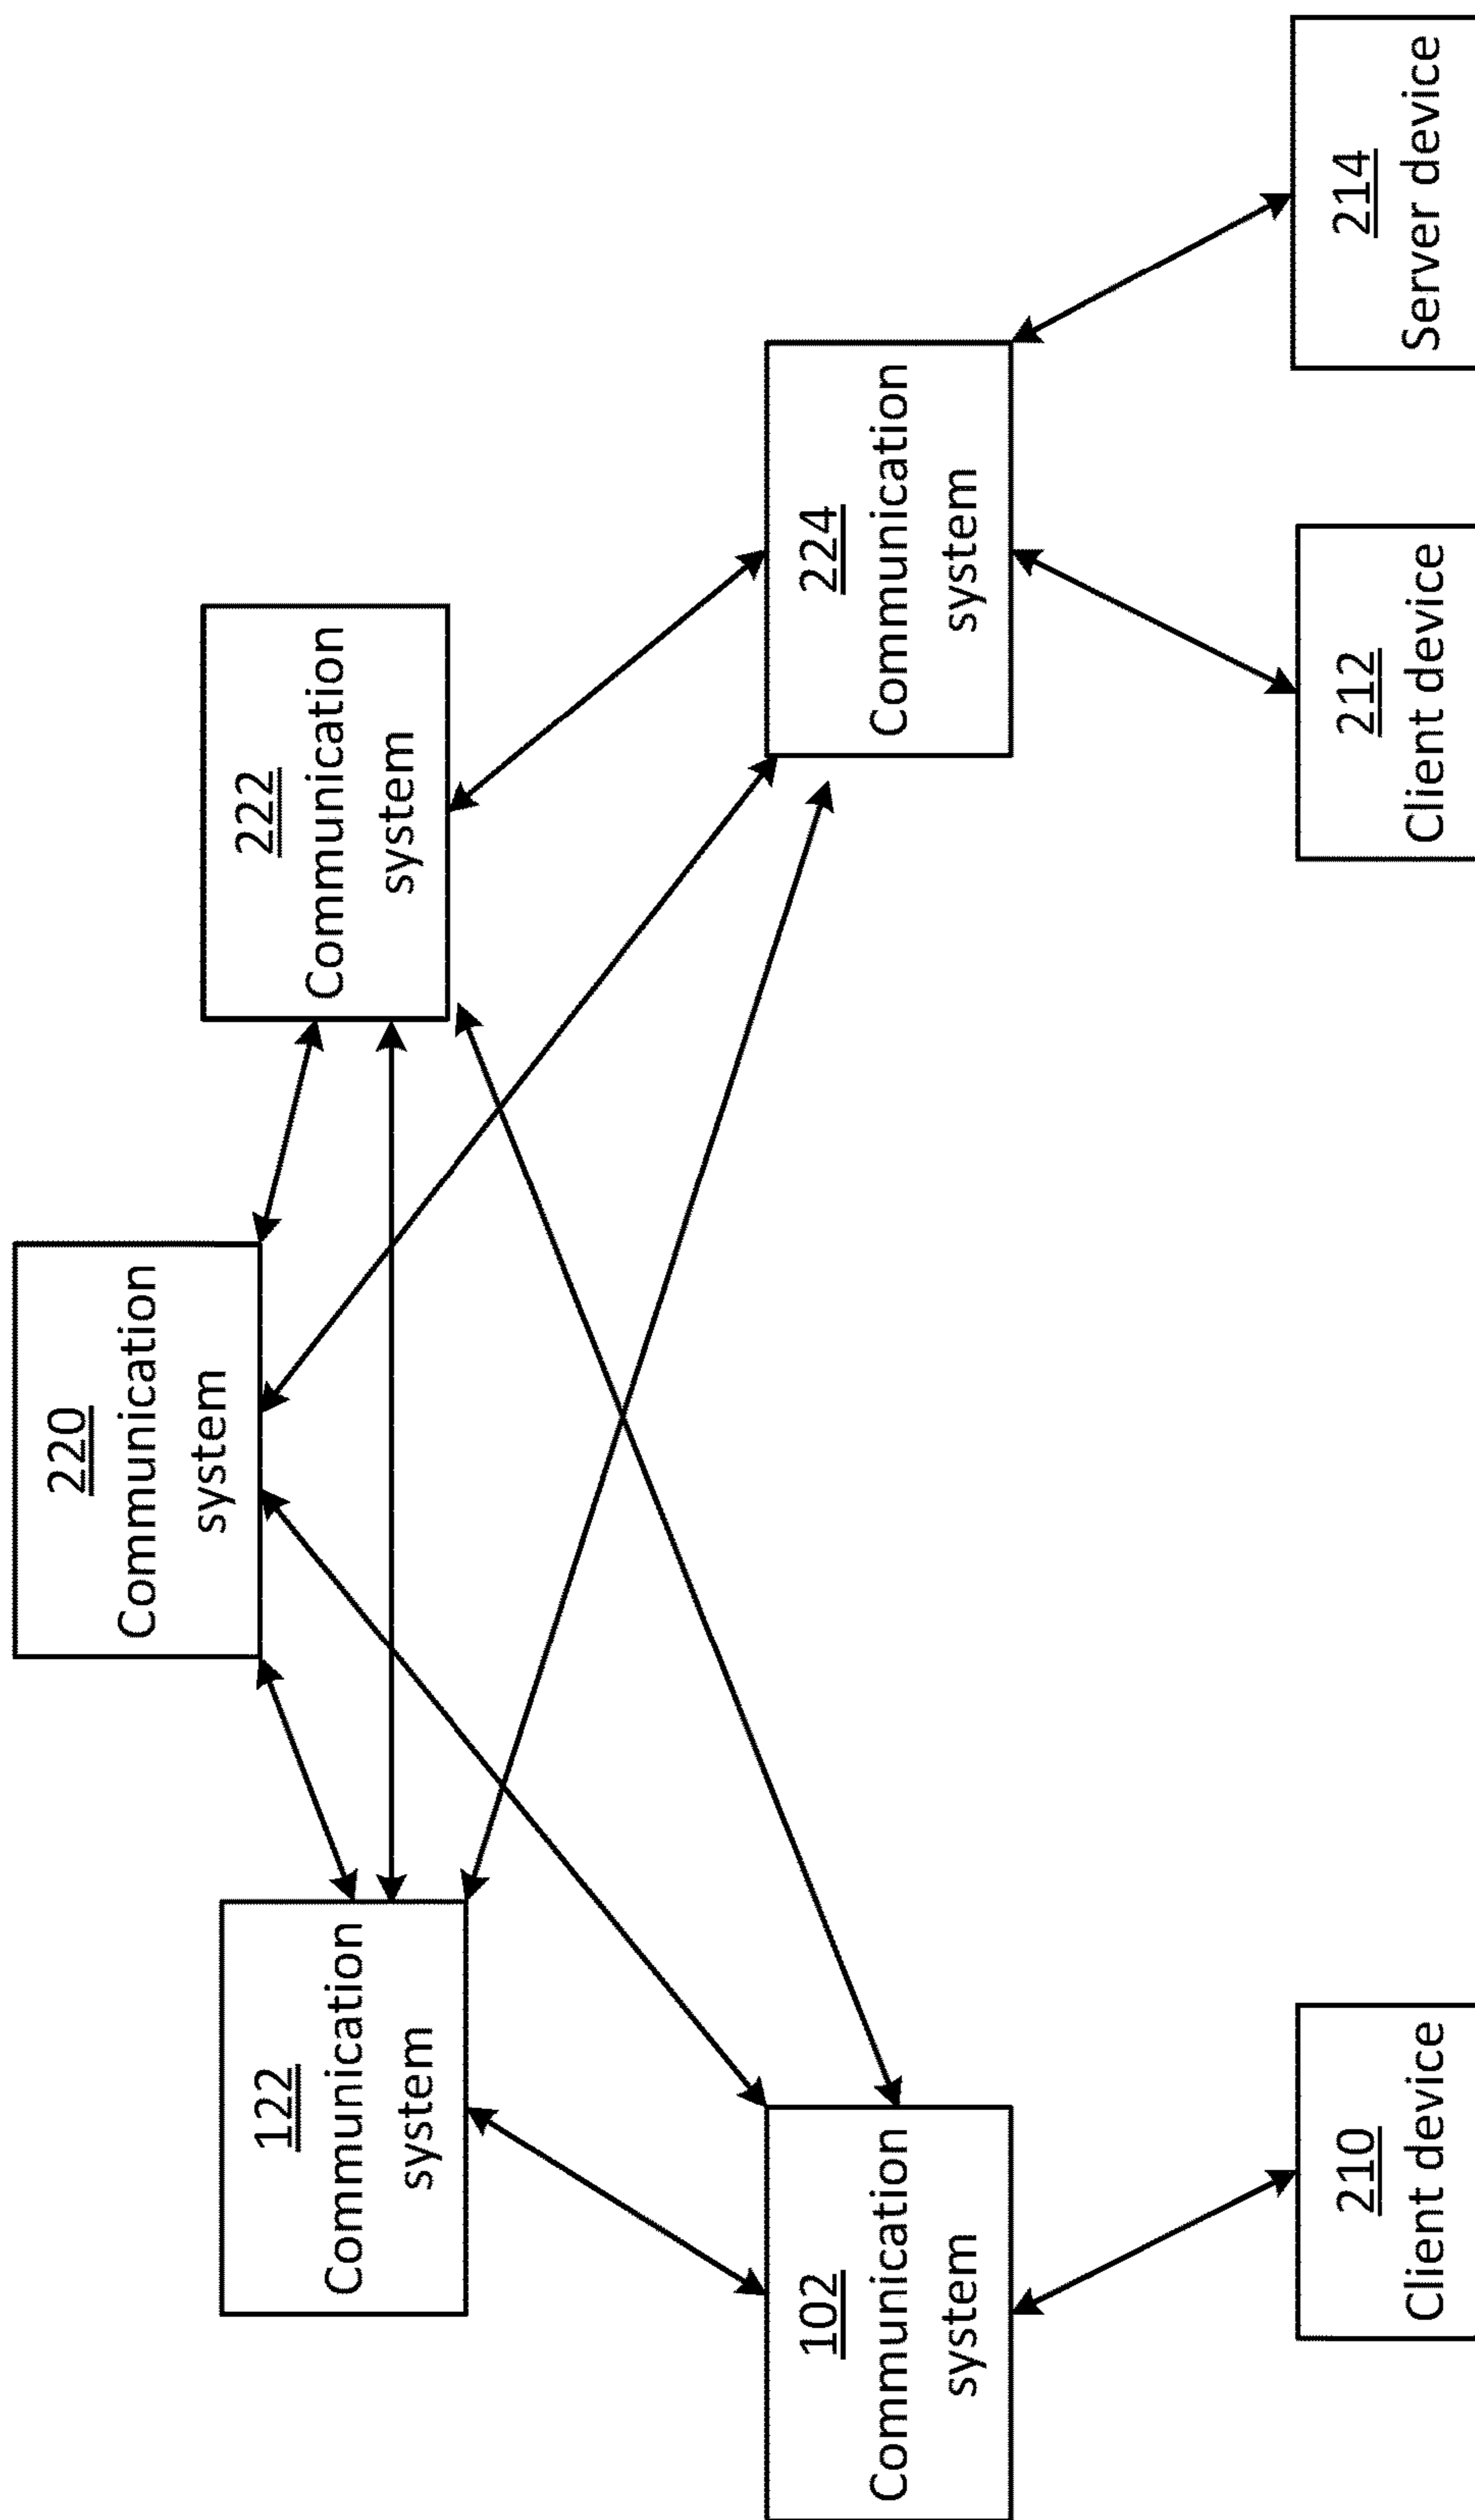 220
Communication
system
122
Communication
system
222
Communication
system
102
Communication
system
224
Communication
system
210
Client device
212
Client device
214
Server device